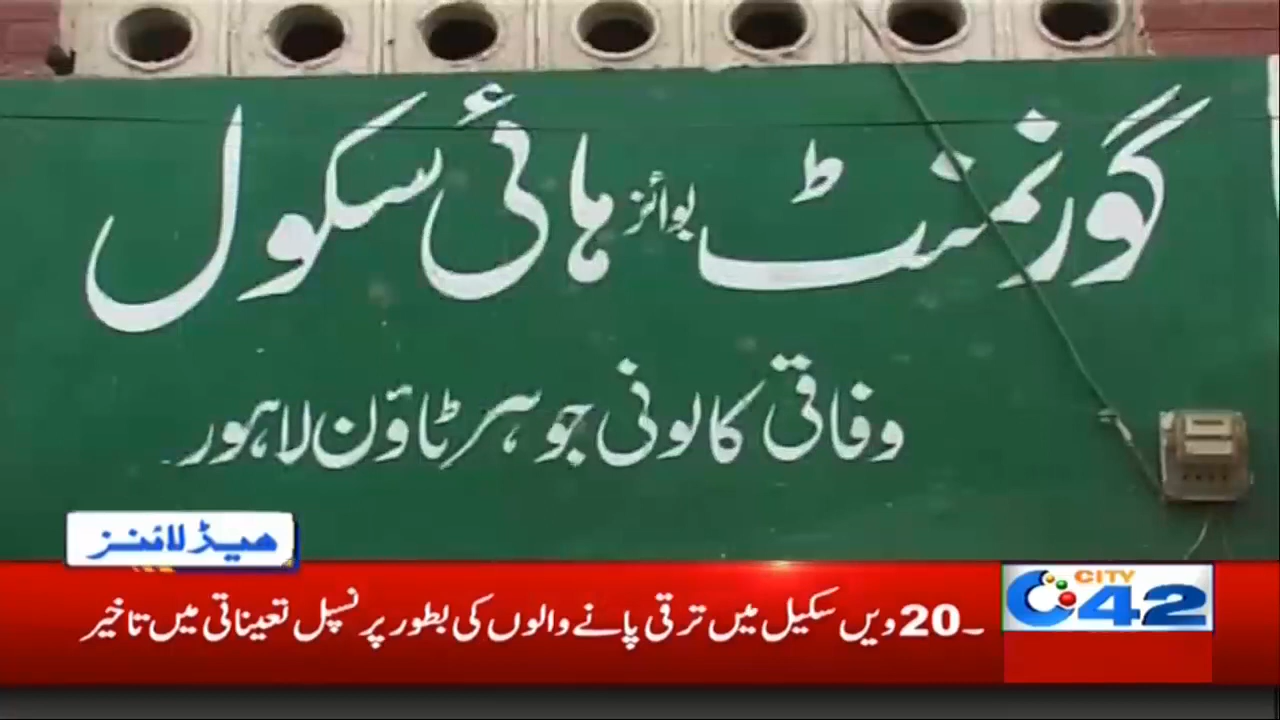 گورنمنٹ بوائز ہائی سکول
وفاقی کالونی جوہر ٹاؤن لاہور
ھیڈ لائنز
CITY
42
۔20 ویں سکیل میں ترقی پانے والوں کی بطور پرنسپل تعیناتی میں تاخیر